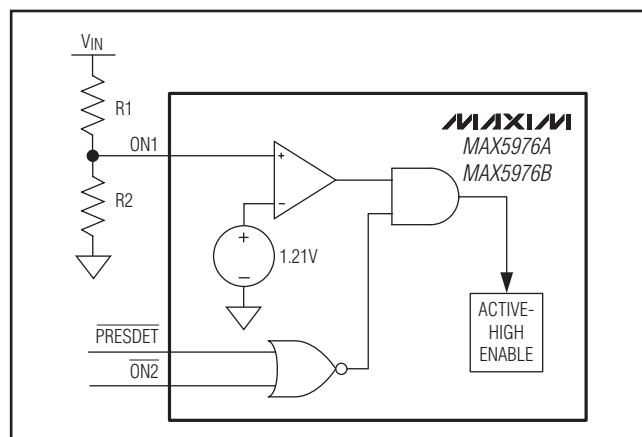 VIN
R1
ON1
R2
MAXIM
MAX5976A
MAX5976B
+
−
+
−
1.21V
PRESDET
ON2
ACTIVE-
HIGH
ENABLE